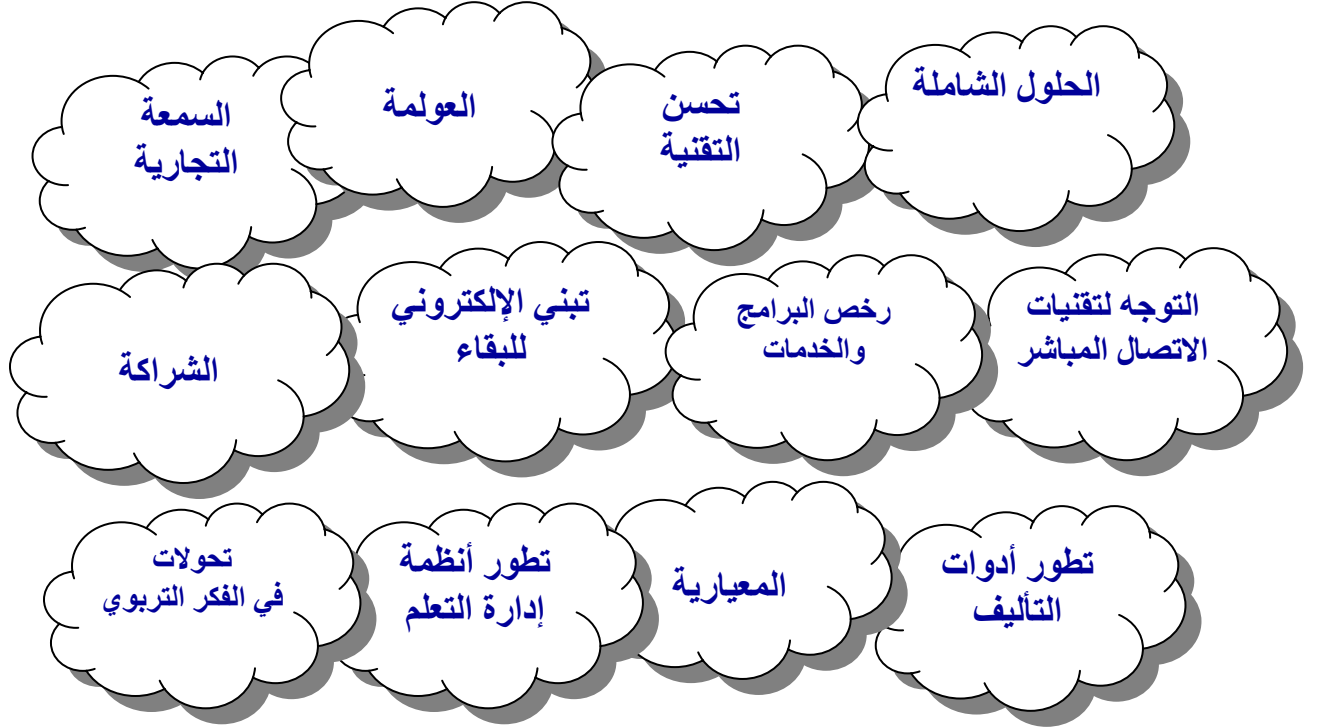 الحلول الشاملة
تحسن
التقنية
العولمة
السمعة
التجارية
التوجه لتقنيات
الاتصال المباشر
رخص البرامج
والخدمات
تبني الإلكتروني
للبقاء
الشراكة
تطور أدوات
التأليف
المعيارية
تطور أنظمة
إدارة التعلم
تحولات
في الفكر التربوي